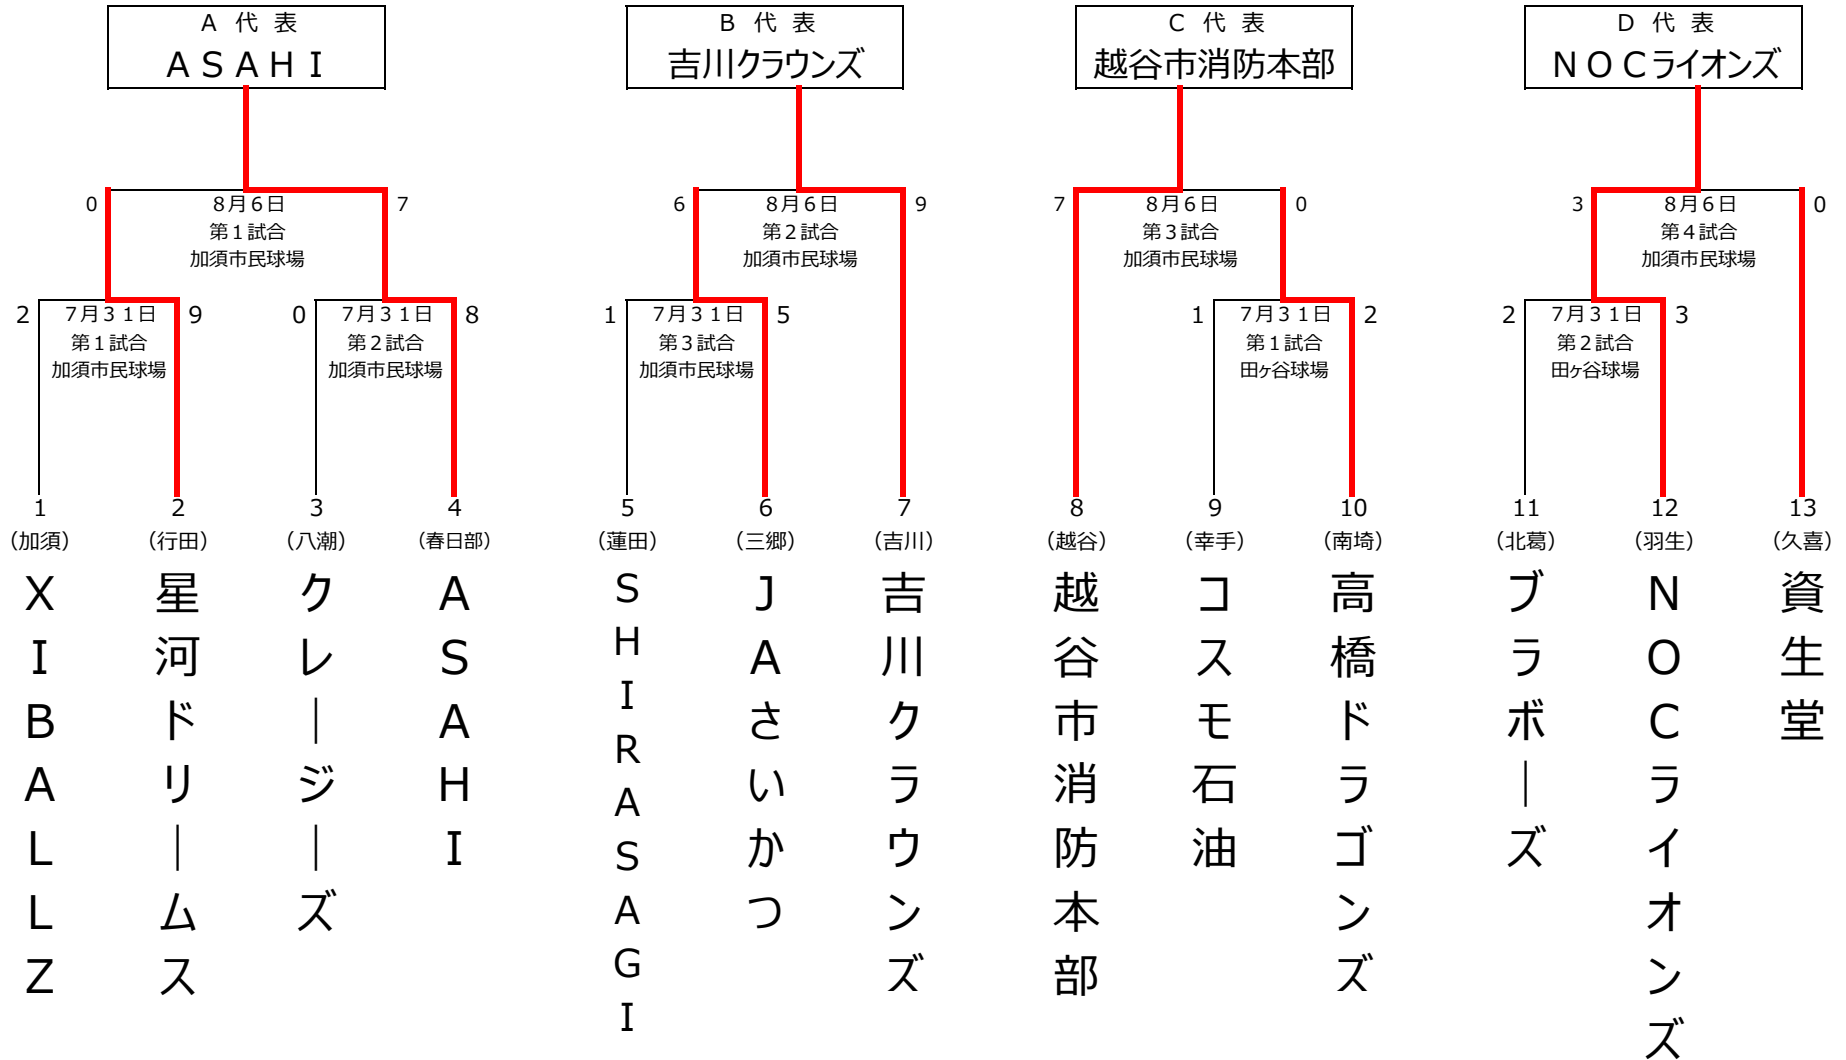 A 代 表
ＡＳＡＨＩ
B 代 表
吉川クラウンズ
C 代 表
越谷市消防本部
D 代 表
ＮＯＣライオンズ
0
8月6日
7
第1試合
加須市民球場
6
8月6日
9
第2試合
加須市民球場
7
8月6日
0
第3試合
加須市民球場
3
8月6日
0
第4試合
加須市民球場
2
7月31日
9
第1試合
加須市民球場
0
7月31日
8
第2試合
加須市民球場
1
7月31日
5
第3試合
加須市民球場
1
7月31日
2
第1試合
田ヶ谷球場
2
7月31日
3
第2試合
田ヶ谷球場
1
（加須）
ＸＩＢＡＬＬＺ
2
（行田）
星河ドリームス
3
（八潮）
クレージーズ
4
（春日部）
ＡＳＡＨＩ
5
（蓮田）
ＳＨＩＲＡＳＡＧＩ
6
（三郷）
ＪＡさいかつ
7
（吉川）
吉川クラウンズ
8
（越谷）
越谷市消防本部
9
（幸手）
コスモ石油
10
（南埼）
高橋ドラゴンズ
11
（北葛）
ブラボーズ
12
（羽生）
ＮＯＣライオンズ
13
（久喜）
資生堂